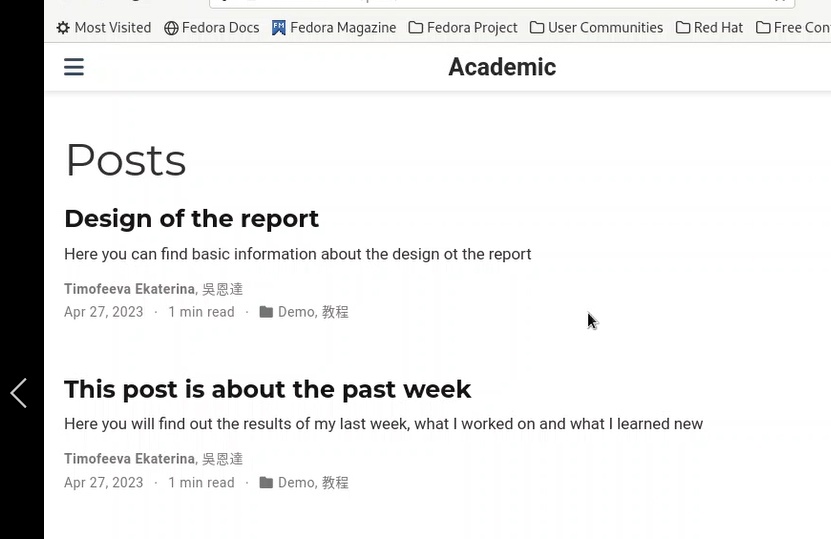 Most Visited Fedora Docs Fedora Magazine Fedora Project User Communities Red Hat Free Con
Academic
Posts
Design of the report
Here you can find basic information about the design ot the report
Timofeeva Ekaterina, 吳恩達
Apr 27, 2023 · 1 min read · Demo, 教程
This post is about the past week
Here you will find out the results of my last week, what I worked on and what I learned new
Timofeeva Ekaterina, 吳恩達
Apr 27, 2023 · 1 min read · Demo, 教程